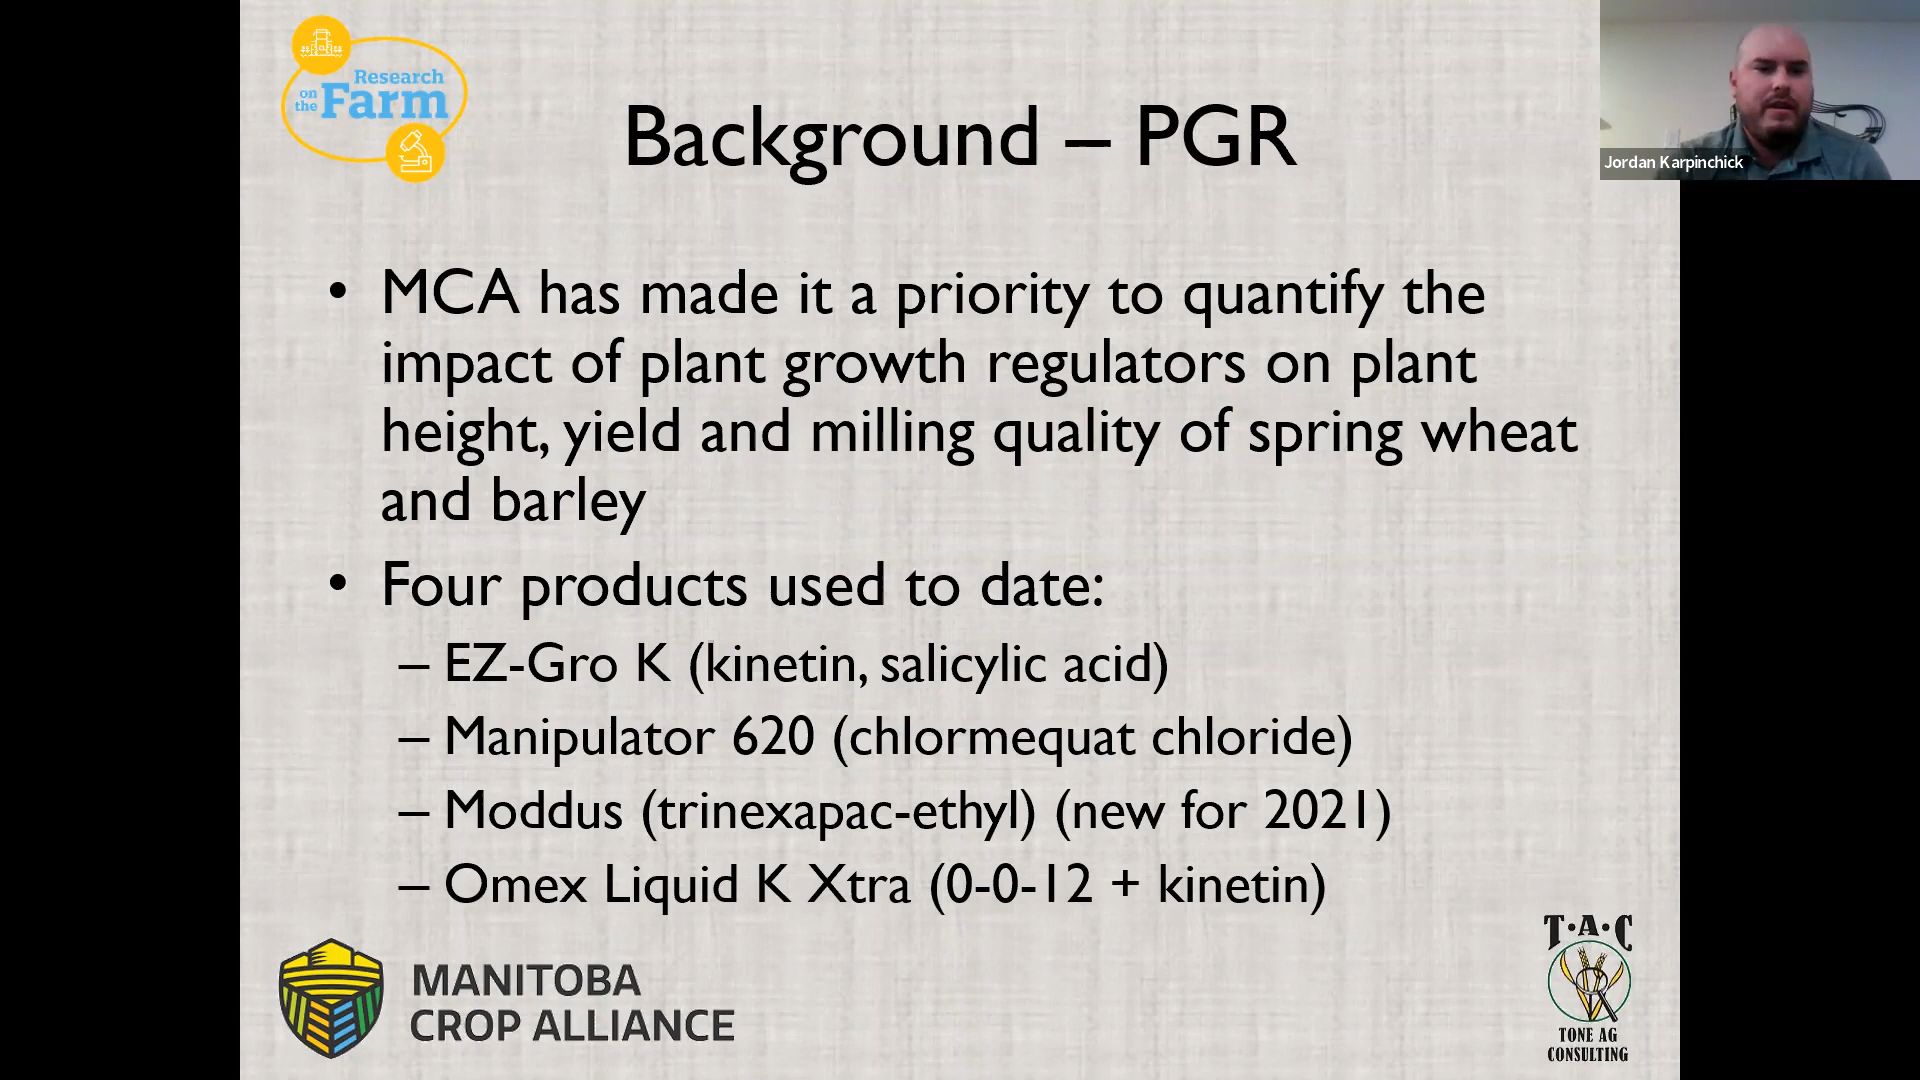 Research
on
the Farm
Background – PGR
Jordan Karpinchick
• MCA has made it a priority to quantify the
impact of plant growth regulators on plant
height, yield and milling quality of spring wheat
and barley
• Four products used to date:
– EZ-Gro K (kinetin, salicylic acid)
– Manipulator 620 (chlormequat chloride)
– Moddus (trinexapac-ethyl) (new for 2021)
– Omex Liquid K Xtra (0-0-12 + kinetin)
MANITOBA
CROP ALLIANCE
T·A·C
TONE AG
CONSULTING